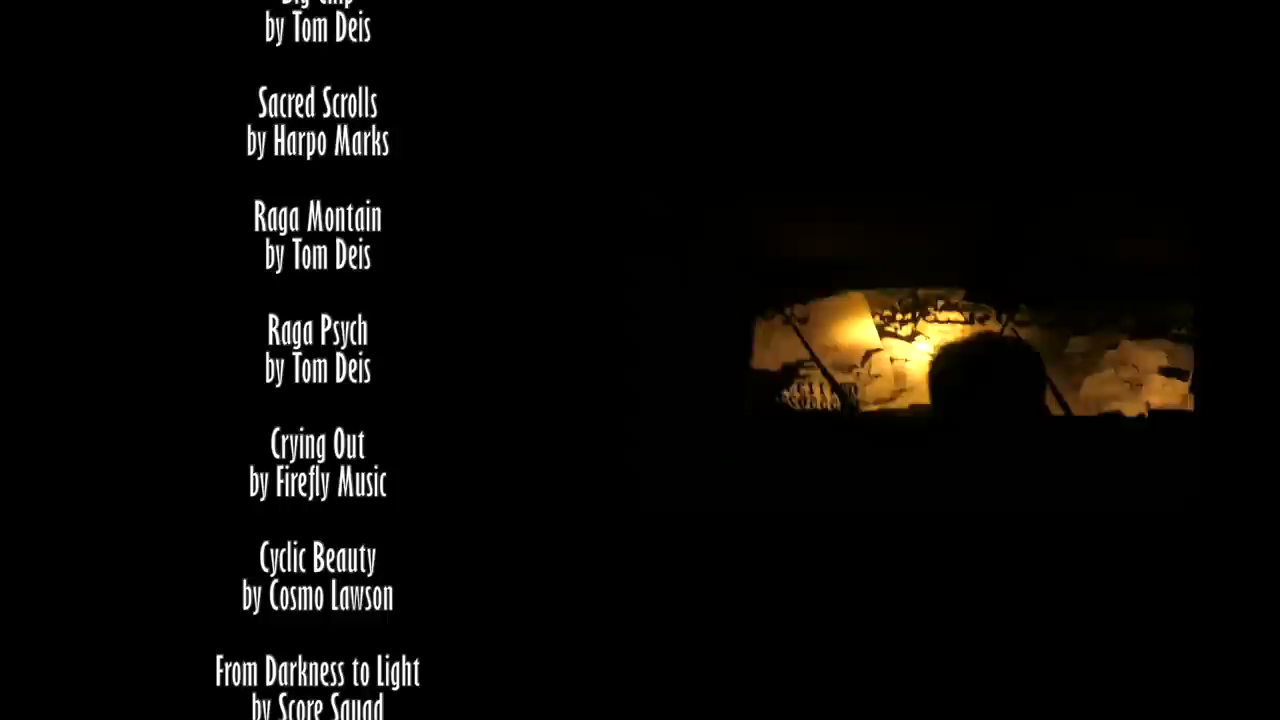 by Tom Deis
Sacred Scrolls
by Harpo Marks
Raga Montain
by Tom Deis
Raga Psych
by Tom Deis
Crying Out
by Firefly Music
Cyclic Beauty
by Cosmo Lawson
From Darkness to Light
by Score Squad